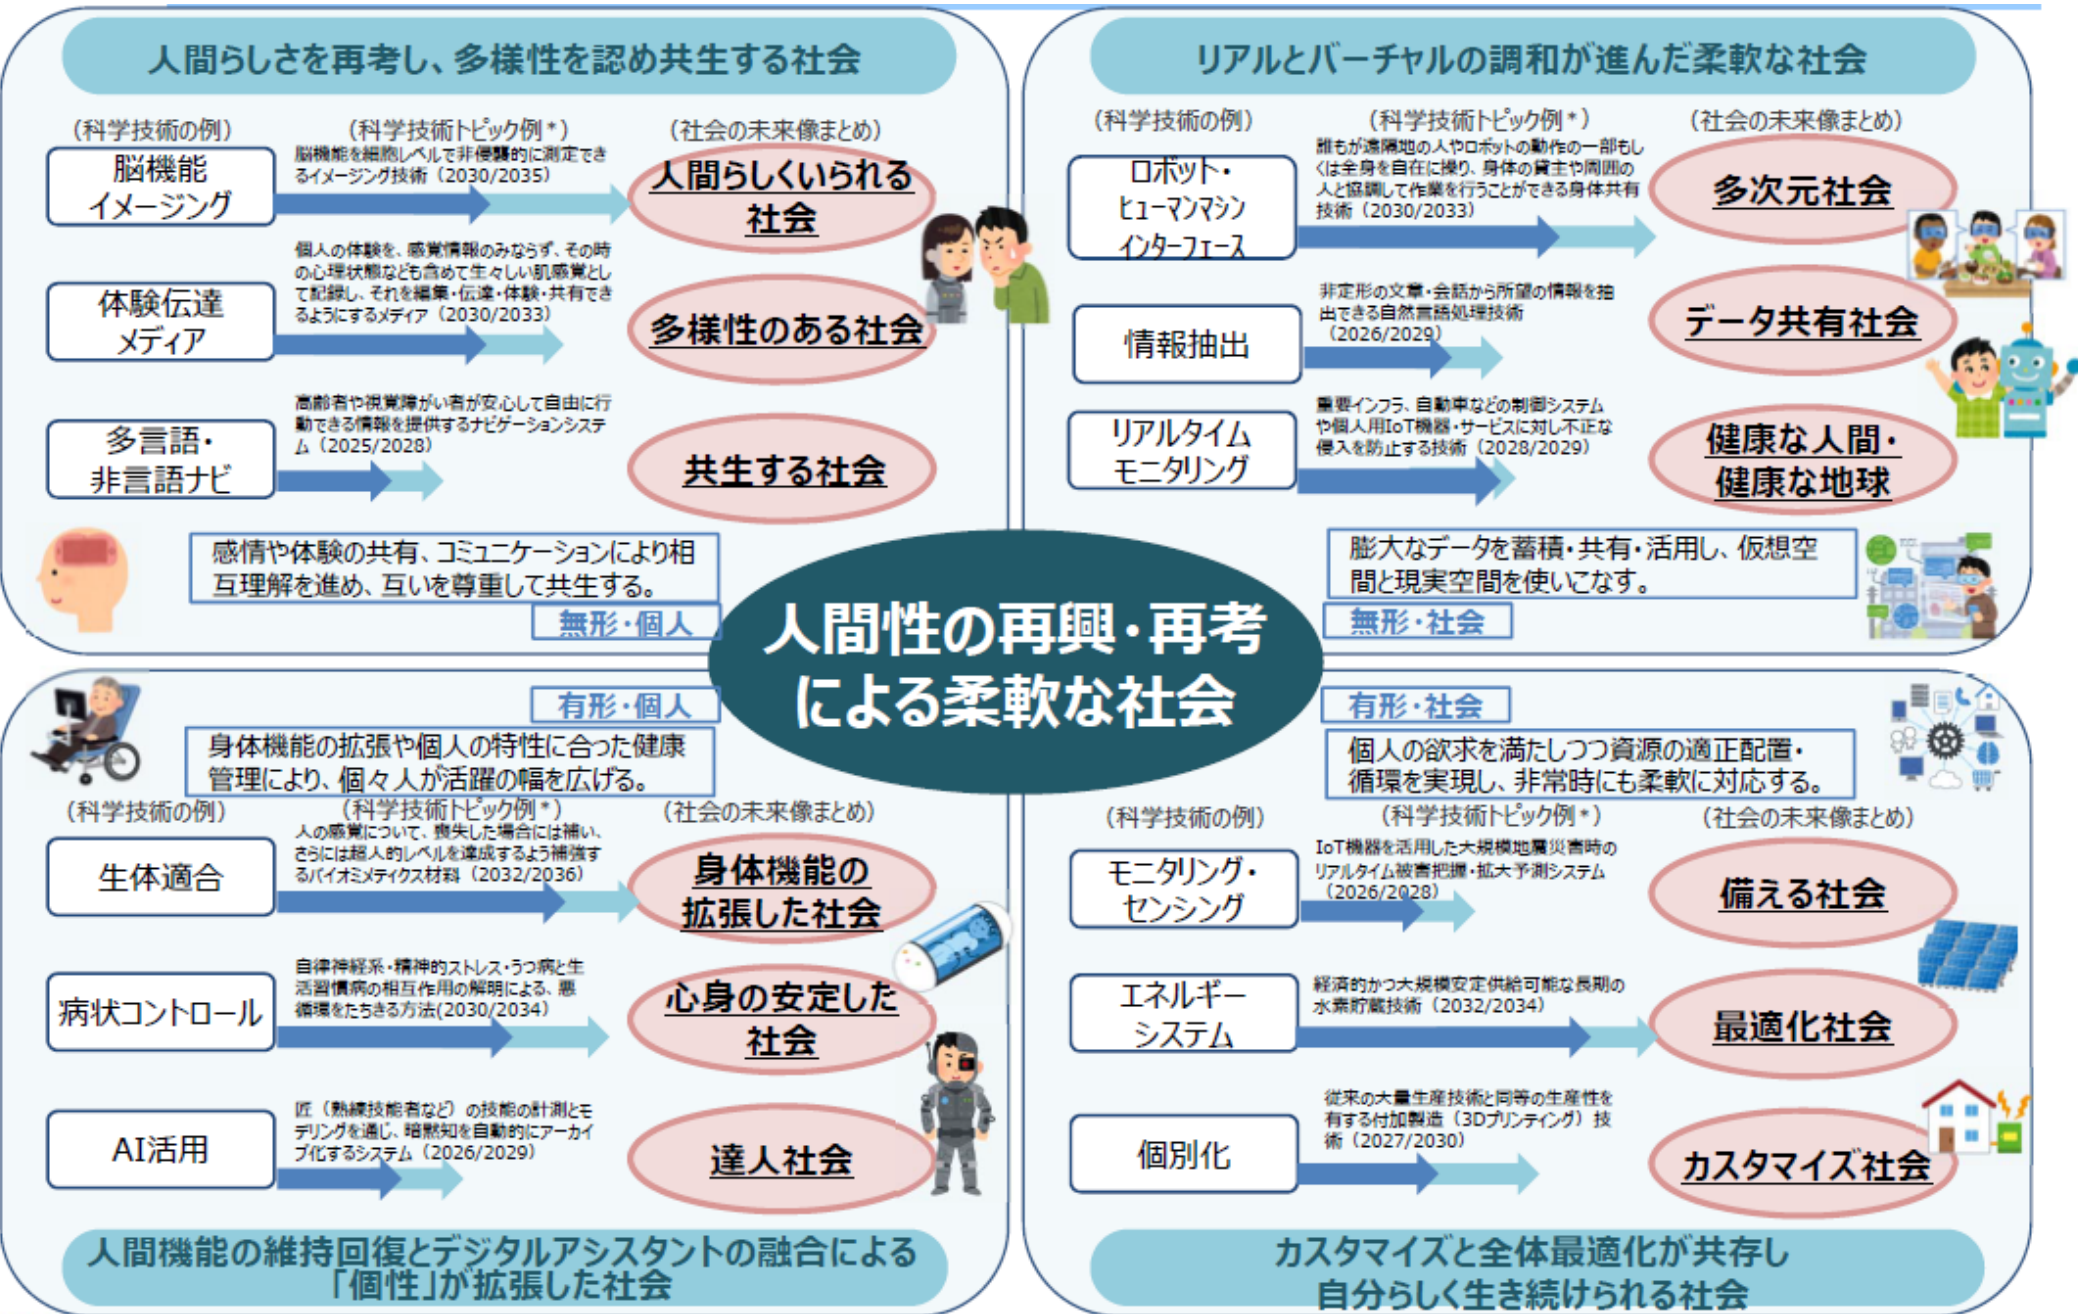 人間らしさを再考し、多様性を認め共生する社会
（科学技術の例）
（科学技術トピック例*）
（社会の未来像まとめ）
脳機能
イメージング
脳機能を細胞レベルで非侵襲的に測定でき
るイメージング技術（2030/2035）
人間らしくいられる
社会
体験伝達
メディア
個人の体験を、感覚情報のみならず、その時
の心理状態なども含めて生々しい肌感覚とし
て記録し、それを編集・伝達・体験・共有でき
るようにするメディア（2030/2033）
多様性のある社会
多言語・
非言語ナビ
高齢者や視覚障がい者が安心して自由に行
動できる情報を提供するナビゲーションシステ
ム（2025/2028）
共生する社会
感情や体験の共有、コミュニケーションにより相
互理解を進め、互いを尊重して共生する。
無形・個人
リアルとバーチャルの調和が進んだ柔軟な社会
（科学技術の例）
（科学技術トピック例*）
（社会の未来像まとめ）
ロボット・
ヒューマンマシン
インターフェース
誰もが遠隔地の人やロボットの動作の一部もし
くは全身を自在に操り、身体の貸主や周囲の
人と協調して作業を行うことができる身体共有
技術（2030/2033）
多次元社会
情報抽出
非定形の文章・会話から所望の情報を抽
出できる自然言語処理技術
（2026/2029）
データ共有社会
リアルタイム
モニタリング
重要インフラ、自動車などの制御システム
や個人用IoT機器・サービスに対し不正な
侵入を防止する技術（2028/2029）
健康な人間・
健康な地球
膨大なデータを蓄積・共有・活用し、仮想空
間と現実空間を使いこなす。
無形・社会
人間性の再興・再考
による柔軟な社会
有形・個人
身体機能の拡張や個人の特性に合った健康
管理により、個々人が活躍の幅を広げる。
（科学技術の例）
（科学技術トピック例*）
（社会の未来像まとめ）
生体適合
人の感覚について、喪失した場合には補い、
さらには超人的レベルを達成するよう補強す
るバイオミメティクス材料（2032/2036）
身体機能の
拡張した社会
病状コントロール
自律神経系・精神的ストレス・うつ病と生
活習慣病の相互作用の解明による、悪
循環をたちきる方法(2030/2034)
心身の安定した
社会
AI活用
匠（熟練技能者など）の技能の計測とモ
デリングを通じ、暗黙知を自動的にアーカイ
ブ化するシステム（2026/2029）
達人社会
人間機能の維持回復とデジタルアシスタントの融合による
「個性」が拡張した社会
有形・社会
個人の欲求を満たしつつ資源の適正配置・
循環を実現し、非常時にも柔軟に対応する。
（科学技術の例）
（科学技術トピック例*）
（社会の未来像まとめ）
モニタリング・
センシング
IoT機器を活用した大規模地震災害時の
リアルタイム被害把握・拡大予測システム
（2026/2028）
備える社会
エネルギー
システム
経済的かつ大規模安定供給可能な長期の
水素貯蔵技術（2032/2034）
最適化社会
個別化
従来の大量生産技術と同等の生産性を
有する付加製造（3Dプリンティング）技
術（2027/2030）
カスタマイズ社会
カスタマイズと全体最適化が共存し
自分らしく生き続けられる社会